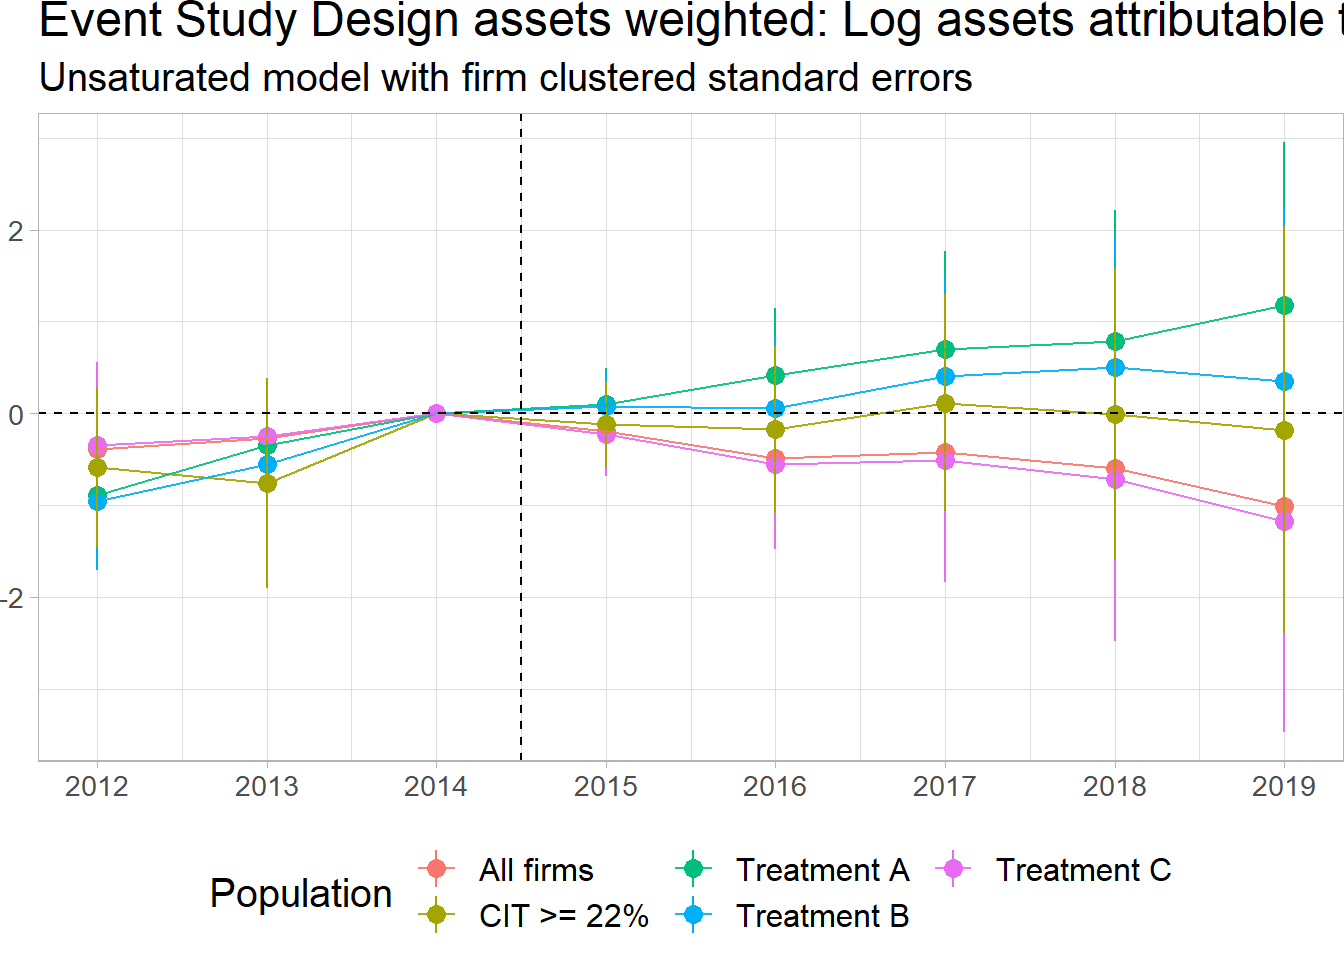 Event Study Design assets weighted: Log assets attributable
Unsaturated model with firm clustered standard errors
2
0
-2
2012 2013 2014 2015 2016 2017 2018 2019
Population
All firms Treatment A Treatment C
CIT >= 22% Treatment B